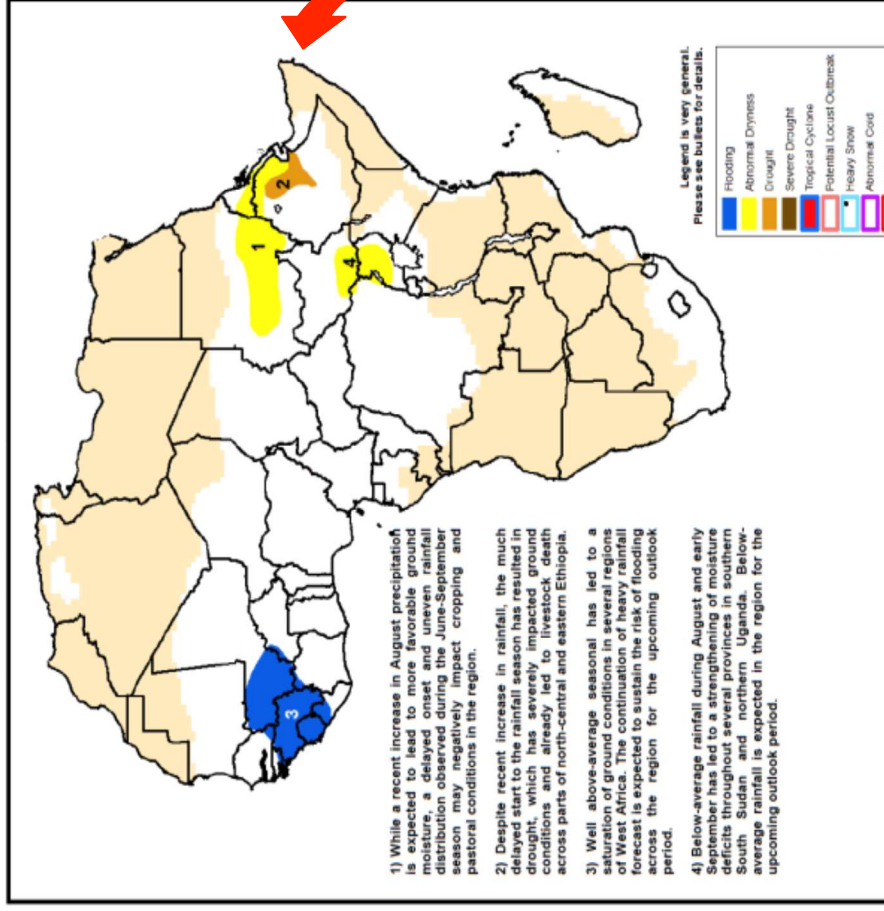 1
2
3
4
1) While a recent increase in August precipitation
is expected to lead to more favorable ground
moisture, a delayed onset and uneven rainfall
distribution observed during the June-September
season may negatively impact cropping and
pastoral conditions in the region.
2) Despite recent increase in rainfall, the much
delayed start to the rainfall season has resulted in
drought, which has severely impacted ground
conditions and already led to livestock death
across parts of north-central and eastern Ethiopia.
3) Well above-average seasonal has led to a
saturation of ground conditions in several regions
of West Africa. The continuation of heavy rainfall
forecast is expected to sustain the risk of flooding
across the region for the upcoming outlook
period.
4) Below-average rainfall during August and early
September has led to a strengthening of moisture
deficits throughout several provinces in southern
South Sudan and northern Uganda. Below-
average rainfall is expected in the region for the
upcoming outlook period.
Legend is very general.
Please see bullets for details.
Flooding
Abnormal Dryness
Drought
Severe Drought
Tropical Cyclone
Potential Locust Outbreak
Heavy Snow
Abnormal Cold